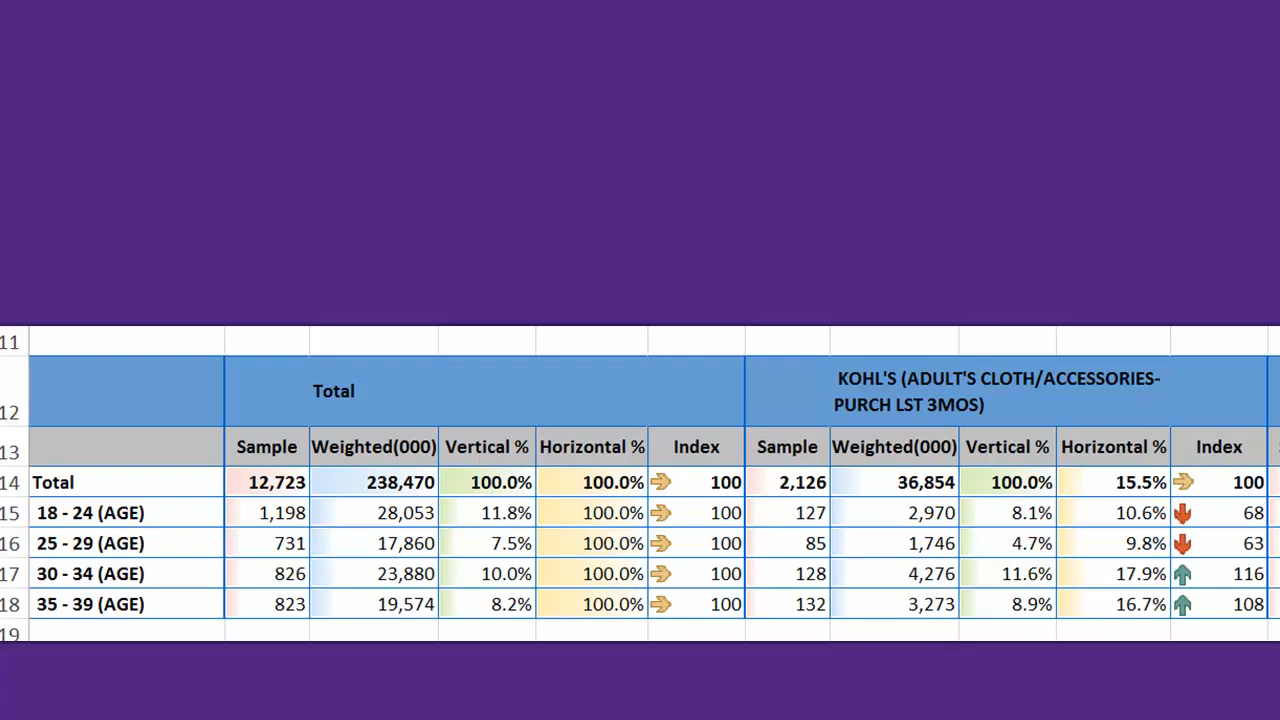 11
12 Total KOHL'S (ADULT'S CLOTH/ACCESSORIES-
PURCH LST 3MOS)
13 Sample Weighted(000) Vertical % Horizontal % Index Sample Weighted(000) Vertical % Horizontal % Index
14 Total 12,723 238,470 100.0% 100.0% 100 2,126 36,854 100.0% 15.5% 100
15 18 - 24 (AGE) 1,198 28,053 11.8% 100.0% 100 127 2,970 8.1% 10.6% 68
16 25 - 29 (AGE) 731 17,860 7.5% 100.0% 100 85 1,746 4.7% 9.8% 63
17 30 - 34 (AGE) 826 23,880 10.0% 100.0% 100 128 4,276 11.6% 17.9% 116
18 35 - 39 (AGE) 823 19,574 8.2% 100.0% 100 132 3,273 8.9% 16.7% 108
19